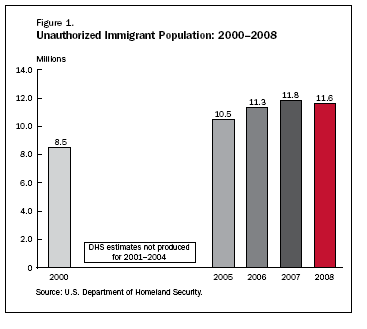 Figure 1.
Unauthorized Immigrant Population: 2000–2008
Millions
14.0
12.0
10.0
8.0
6.0
4.0
2.0
0
8.5
10.5
11.3
11.8
11.6
DHS estimates not produced
for 2001–2004
2000 2005 2006 2007 2008
Source: U.S. Department of Homeland Security.